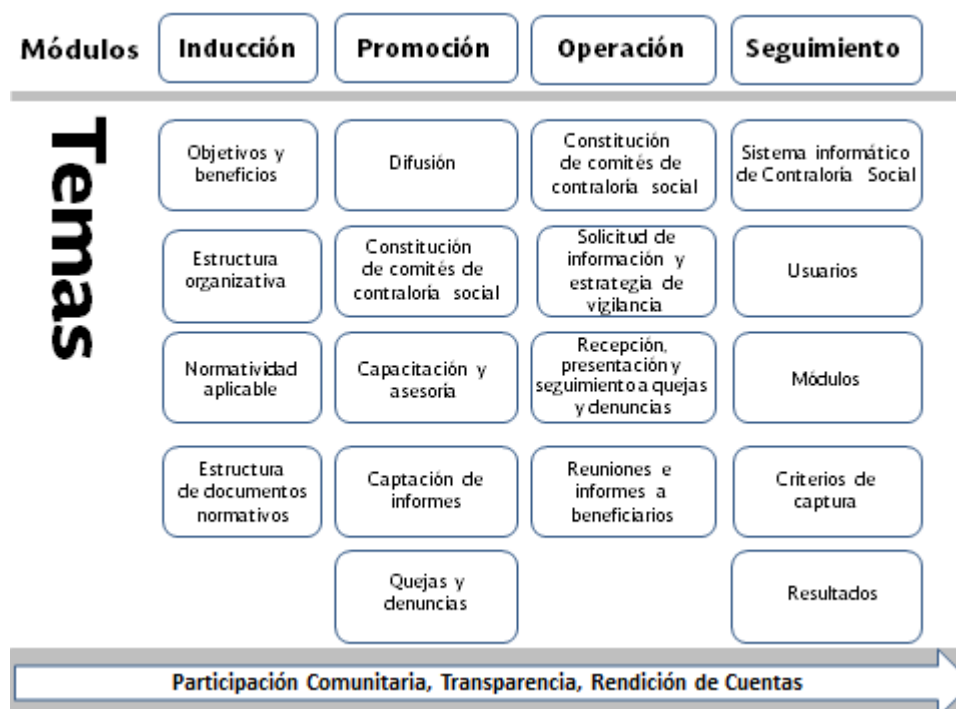 Módulos
Inducción
Promoción
Operación
Seguimiento
Temas
Objetivos y
beneficios
Difusión
Constitución
de comités de
contraloría social
Sistema informático
de Contraloría Social
Estructura
organizativa
Constitución
de comités de
contraloría social
Solicitud de
información y
estrategia de
vigilancia
Usuarios
Normatividad
aplicable
Capacitación y
asesoría
Recepción,
presentación y
seguimiento a quejas
y denuncias
Módulos
Estructura
de documentos
normativos
Captación de
informes
Reuniones e
informes a
beneficiarios
Criterios de
captura
Quejas y
denuncias
Resultados
Participación Comunitaria, Transparencia, Rendición de Cuentas